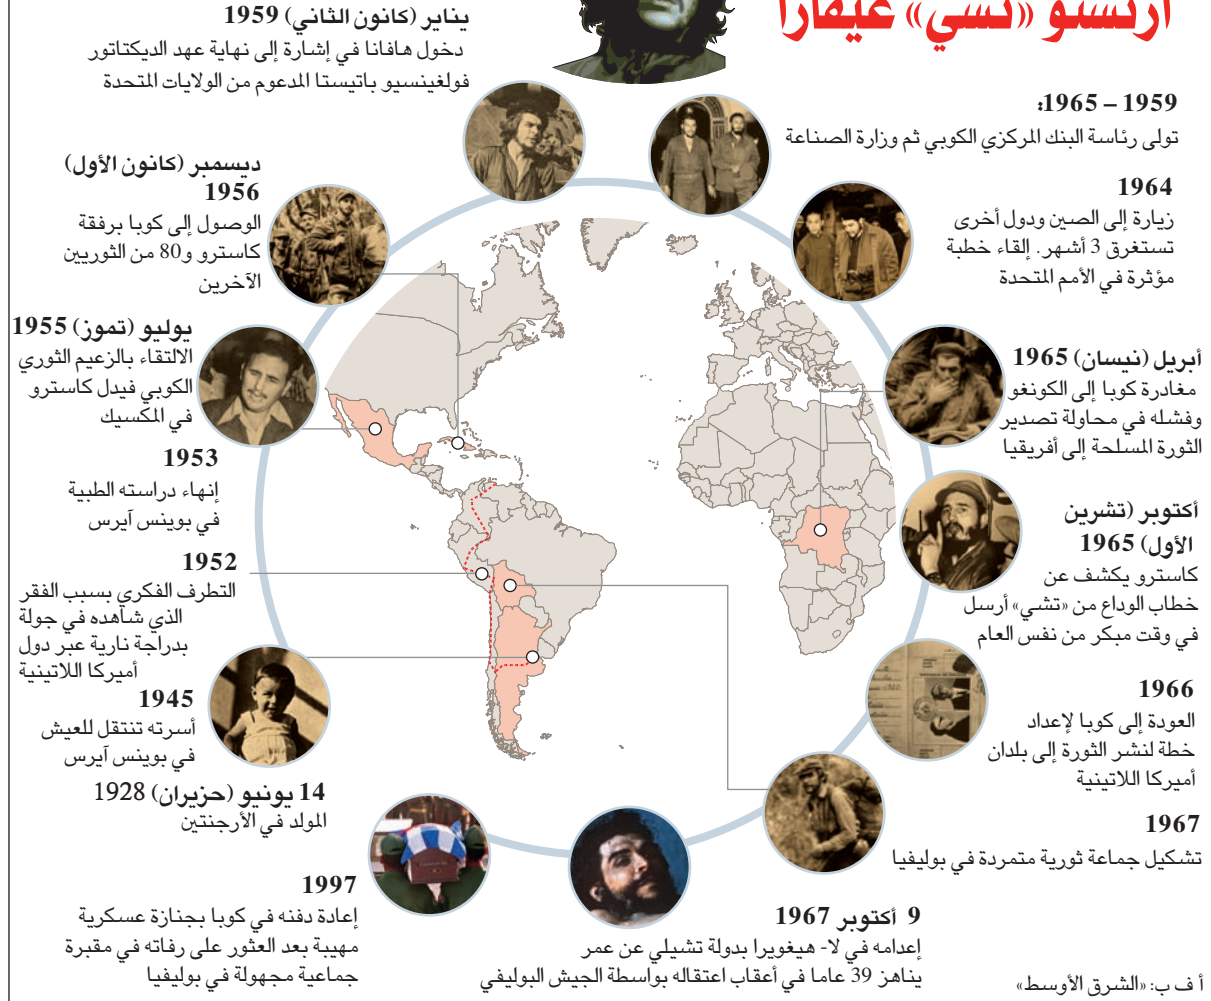 أرنستو «تشي» غيفارا
14 يونيو (حزيران) 1928
المولد في الأرجنتين
1945
أسرته تنتقل للعيش
في بوينس آيرس
1952
التطرف الفكري بسبب الفقر
الذي شاهده في جولة
بدراجة نارية عبر دول
أميركا اللاتينية
1953
إنهاء دراسته الطبية
في بوينس آيرس
يوليو (تموز) 1955
الالتقاء بالزعيم الثوري
الكوبي فيدل كاسترو
في المكسيك
ديسمبر (كانون الأول)
1956
الوصول إلى كوبا برفقة
كاسترو و80 من الثوريين
الآخرين
يناير (كانون الثاني) 1959
دخول هافانا في إشارة إلى نهاية عهد الديكتاتور
فولغينسيو باتيستا المدعوم من الولايات المتحدة
1959 – 1965:
تولى رئاسة البنك المركزي الكوبي ثم وزارة الصناعة
1964
زيارة إلى الصين ودول أخرى
تستغرق 3 أشهر. إلقاء خطبة
مؤثرة في الأمم المتحدة
أبريل (نيسان) 1965
مغادرة كوبا إلى الكونغو
وفشله في محاولة تصدير
الثورة المسلحة إلى أفريقيا
أكتوبر (تشرين
الأول) 1965
كاسترو يكشف عن
خطاب الوداع من «تشي» أرسل
في وقت مبكر من نفس العام
1966
العودة إلى كوبا لإعداد
خطة لنشر الثورة إلى بلدان
أميركا اللاتينية
1967
تشكيل جماعة ثورية متمردة في بوليفيا
9 أكتوبر 1967
إعدامه في لا- هيغويرا بدولة تشيلي عن عمر
يناهز 39 عاما في أعقاب اعتقاله بواسطة الجيش البوليفي
1997
إعادة دفنه في كوبا بجنازة عسكرية
مهيبة بعد العثور على رفاته في مقبرة
جماعية مجهولة في بوليفيا
أ ف ب: «الشرق الأوسط»